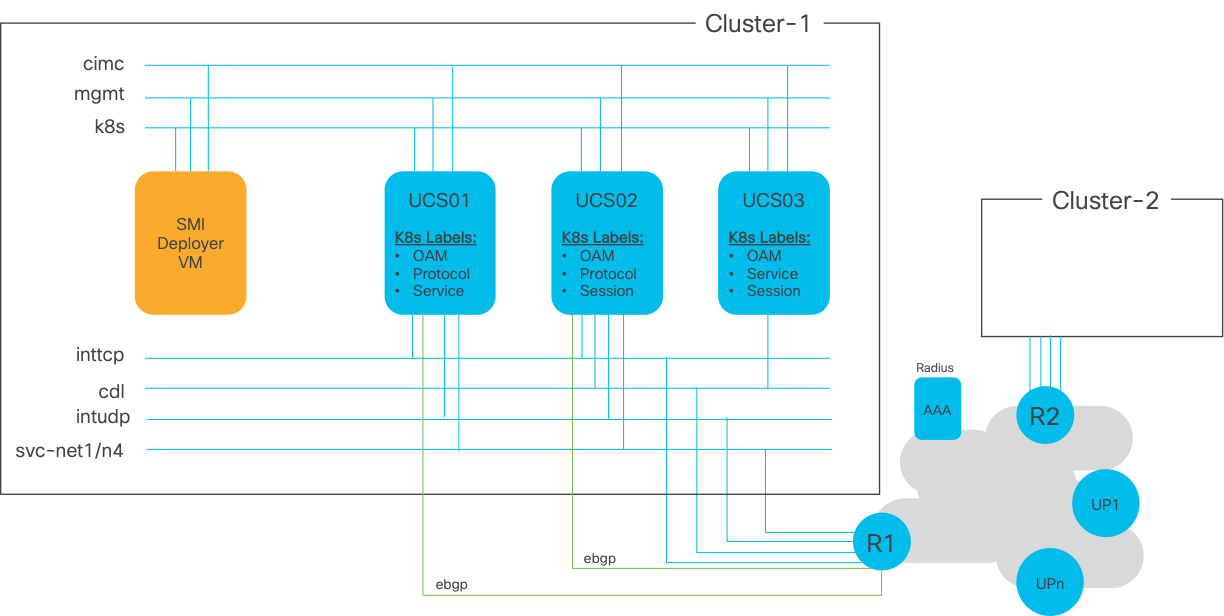 Cluster-1
cimc
mgmt
k8s
SMI
Deployer
VM
UCS01
K8s Labels:
• OAM
• Protocol
• Service
UCS02
K8s Labels:
• OAM
• Protocol
• Session
UCS03
K8s Labels:
• OAM
• Service
• Session
inttcp
cdl
intudp
svc-net1/n4
Cluster-2
Radius
AAA
R2
UP1
R1
UPn
ebgp
ebgp